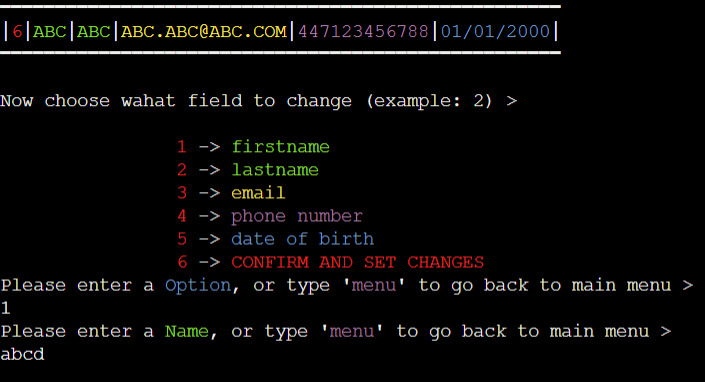 |6|ABC|ABC|ABC.ABC@ABC.COM|447123456788|01/01/2000|
Now choose wahat field to change (example: 2) >
1 -> firstname
2 -> lastname
3 -> email
4 -> phone number
5 -> date of birth
6 -> CONFIRM AND SET CHANGES
Please enter a Option, or type 'menu' to go back to main menu >
1
Please enter a Name, or type 'menu' to go back to main menu >
abcd